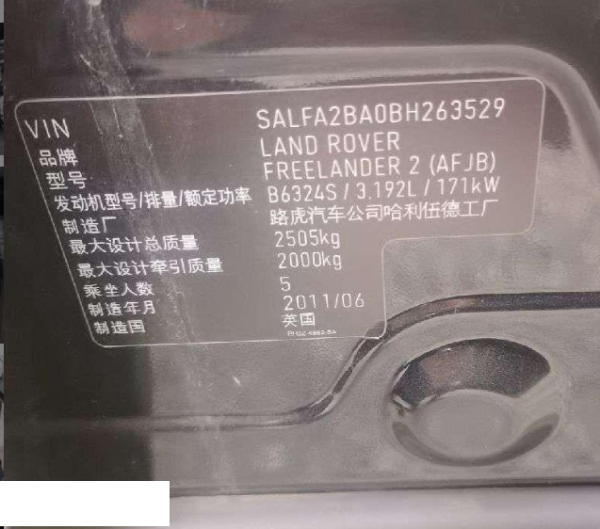 VIN SALFA2BA0BH263529
品牌 LAND ROVER
型号 FREELANDER 2 (AFJB)
发动机型号/排量/额定功率 B6324S / 3,192L / 171kW
制造厂 路虎汽车公司哈利伍德工厂
最大设计总质量 2505kg
最大设计牵引质量 2000kg
乘坐人数 5
制造年月 2011/06
制造国 英国